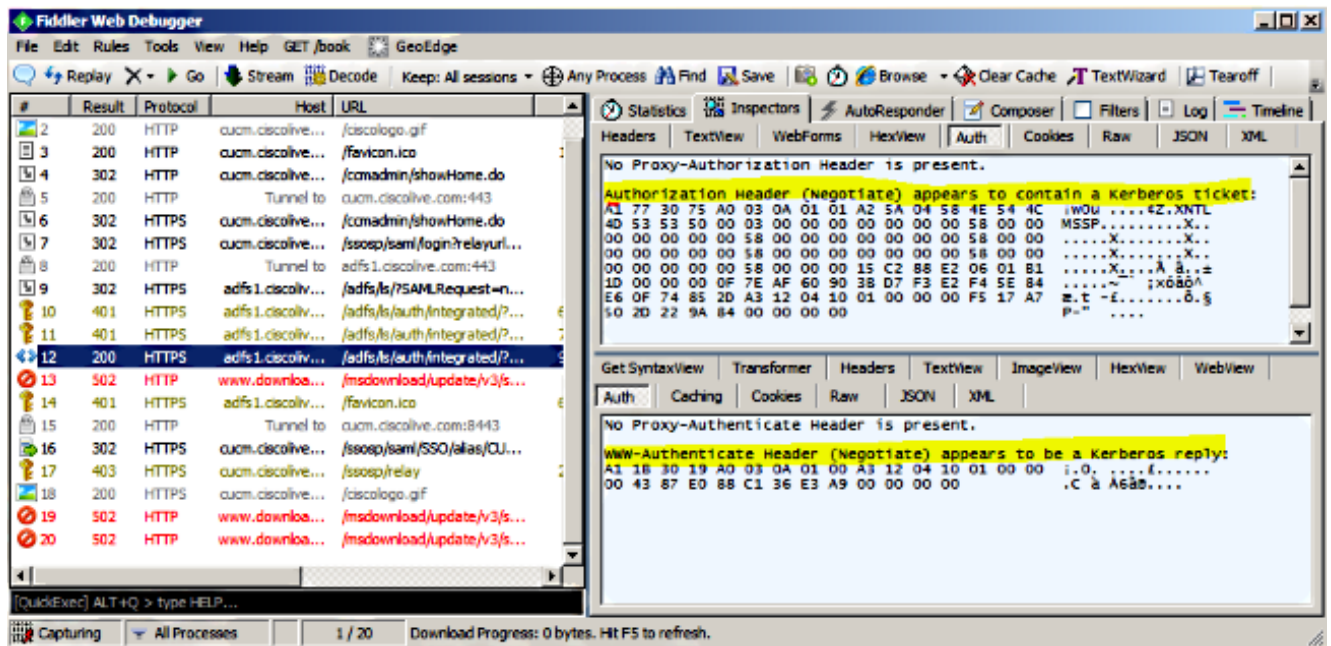 Fiddler Web Debugger
File Edit Rules Tools View Help GET /book GeoEdge
Replay Go Stream Decode Keep: All sessions Any Process Find Save Browse Clear Cache TextWizard Tearoff
# Result Protocol Host URL
2 200 HTTP cucm.ciscolive... /ciscologo.gif
3 200 HTTP cucm.ciscolive... /favicon.ico
4 302 HTTP cucm.ciscolive... /ccmadmin/showHome.do
5 200 HTTP Tunnel to cucm.ciscolive.com:443
6 302 HTTPS cucm.ciscolive... /ccmadmin/showHome.do
7 302 HTTPS cucm.ciscolive... /ssosp/saml/login?relayurl...
8 200 HTTP Tunnel to adfs1.ciscolive.com:443
9 302 HTTPS adfs1.ciscoliv... /adfs/ls/?SAMLRequest=n...
10 401 HTTPS adfs1.ciscoliv... /adfs/ls/auth/integrated/?...
11 401 HTTPS adfs1.ciscoliv... /adfs/ls/auth/integrated/?...
12 200 HTTPS adfs1.ciscoliv... /adfs/ls/auth/integrated/?...
13 502 HTTP www.downloa... /msdownload/update/v3/s...
14 401 HTTPS adfs1.ciscoliv... /favicon.ico
15 200 HTTP Tunnel to cucm.ciscolive.com:8443
16 302 HTTPS cucm.ciscolive... /ssosp/saml/SSO/alias/CU...
17 403 HTTPS cucm.ciscolive... /ssosp/relay
18 200 HTTPS cucm.ciscolive... /ciscologo.gif
19 502 HTTP www.downloa... /msdownload/update/v3/s...
20 502 HTTP www.downloa... /msdownload/update/v3/s...
[QuickExec] ALT+Q > type HELP...
Statistics Inspectors AutoResponder Composer Filters Log Timeline
Headers TextView WebForms HexView Auth Cookies Raw JSON XML
No Proxy-Authorization Header is present.
Authorization Header (Negotiate) appears to contain a Kerberos ticket:
A1 77 30 75 A0 03 0A 01 01 A2 5A 04 58 4E 54 4C ¡w0u ....¢Z.XNTL
4D 53 53 50 00 03 00 00 00 00 00 00 00 58 00 00 MSSP.........X..
00 00 00 00 00 58 00 00 00 00 00 00 00 58 00 00 .....X.......X..
00 00 00 00 00 58 00 00 00 00 00 00 00 58 00 00 .....X.......X..
00 00 00 00 00 58 00 00 00 15 C2 88 E2 06 01 B1
1D 00 00 00 0F 7E AF 60 90 3B D7 F3 E2 F4 5E 84
E6 0F 74 85 2D A3 12 04 10 01 00 00 00 F5 17 A7
50 2D 22 9A 84 00 00 00 00
Get SyntaxView Transformer Headers TextView ImageView HexView WebView
Auth Caching Cookies Raw JSON XML
No Proxy-Authenticate Header is present.
WWW-Authenticate Header (Negotiate) appears to be a Kerberos reply:
A1 1B 30 19 A0 03 0A 01 00 A3 12 04 10 01 00 00
00 43 87 E0 88 C1 36 E3 A9 00 00 00 00
Capturing All Processes 1 / 20 Download Progress: 0 bytes. Hit F5 to refresh.